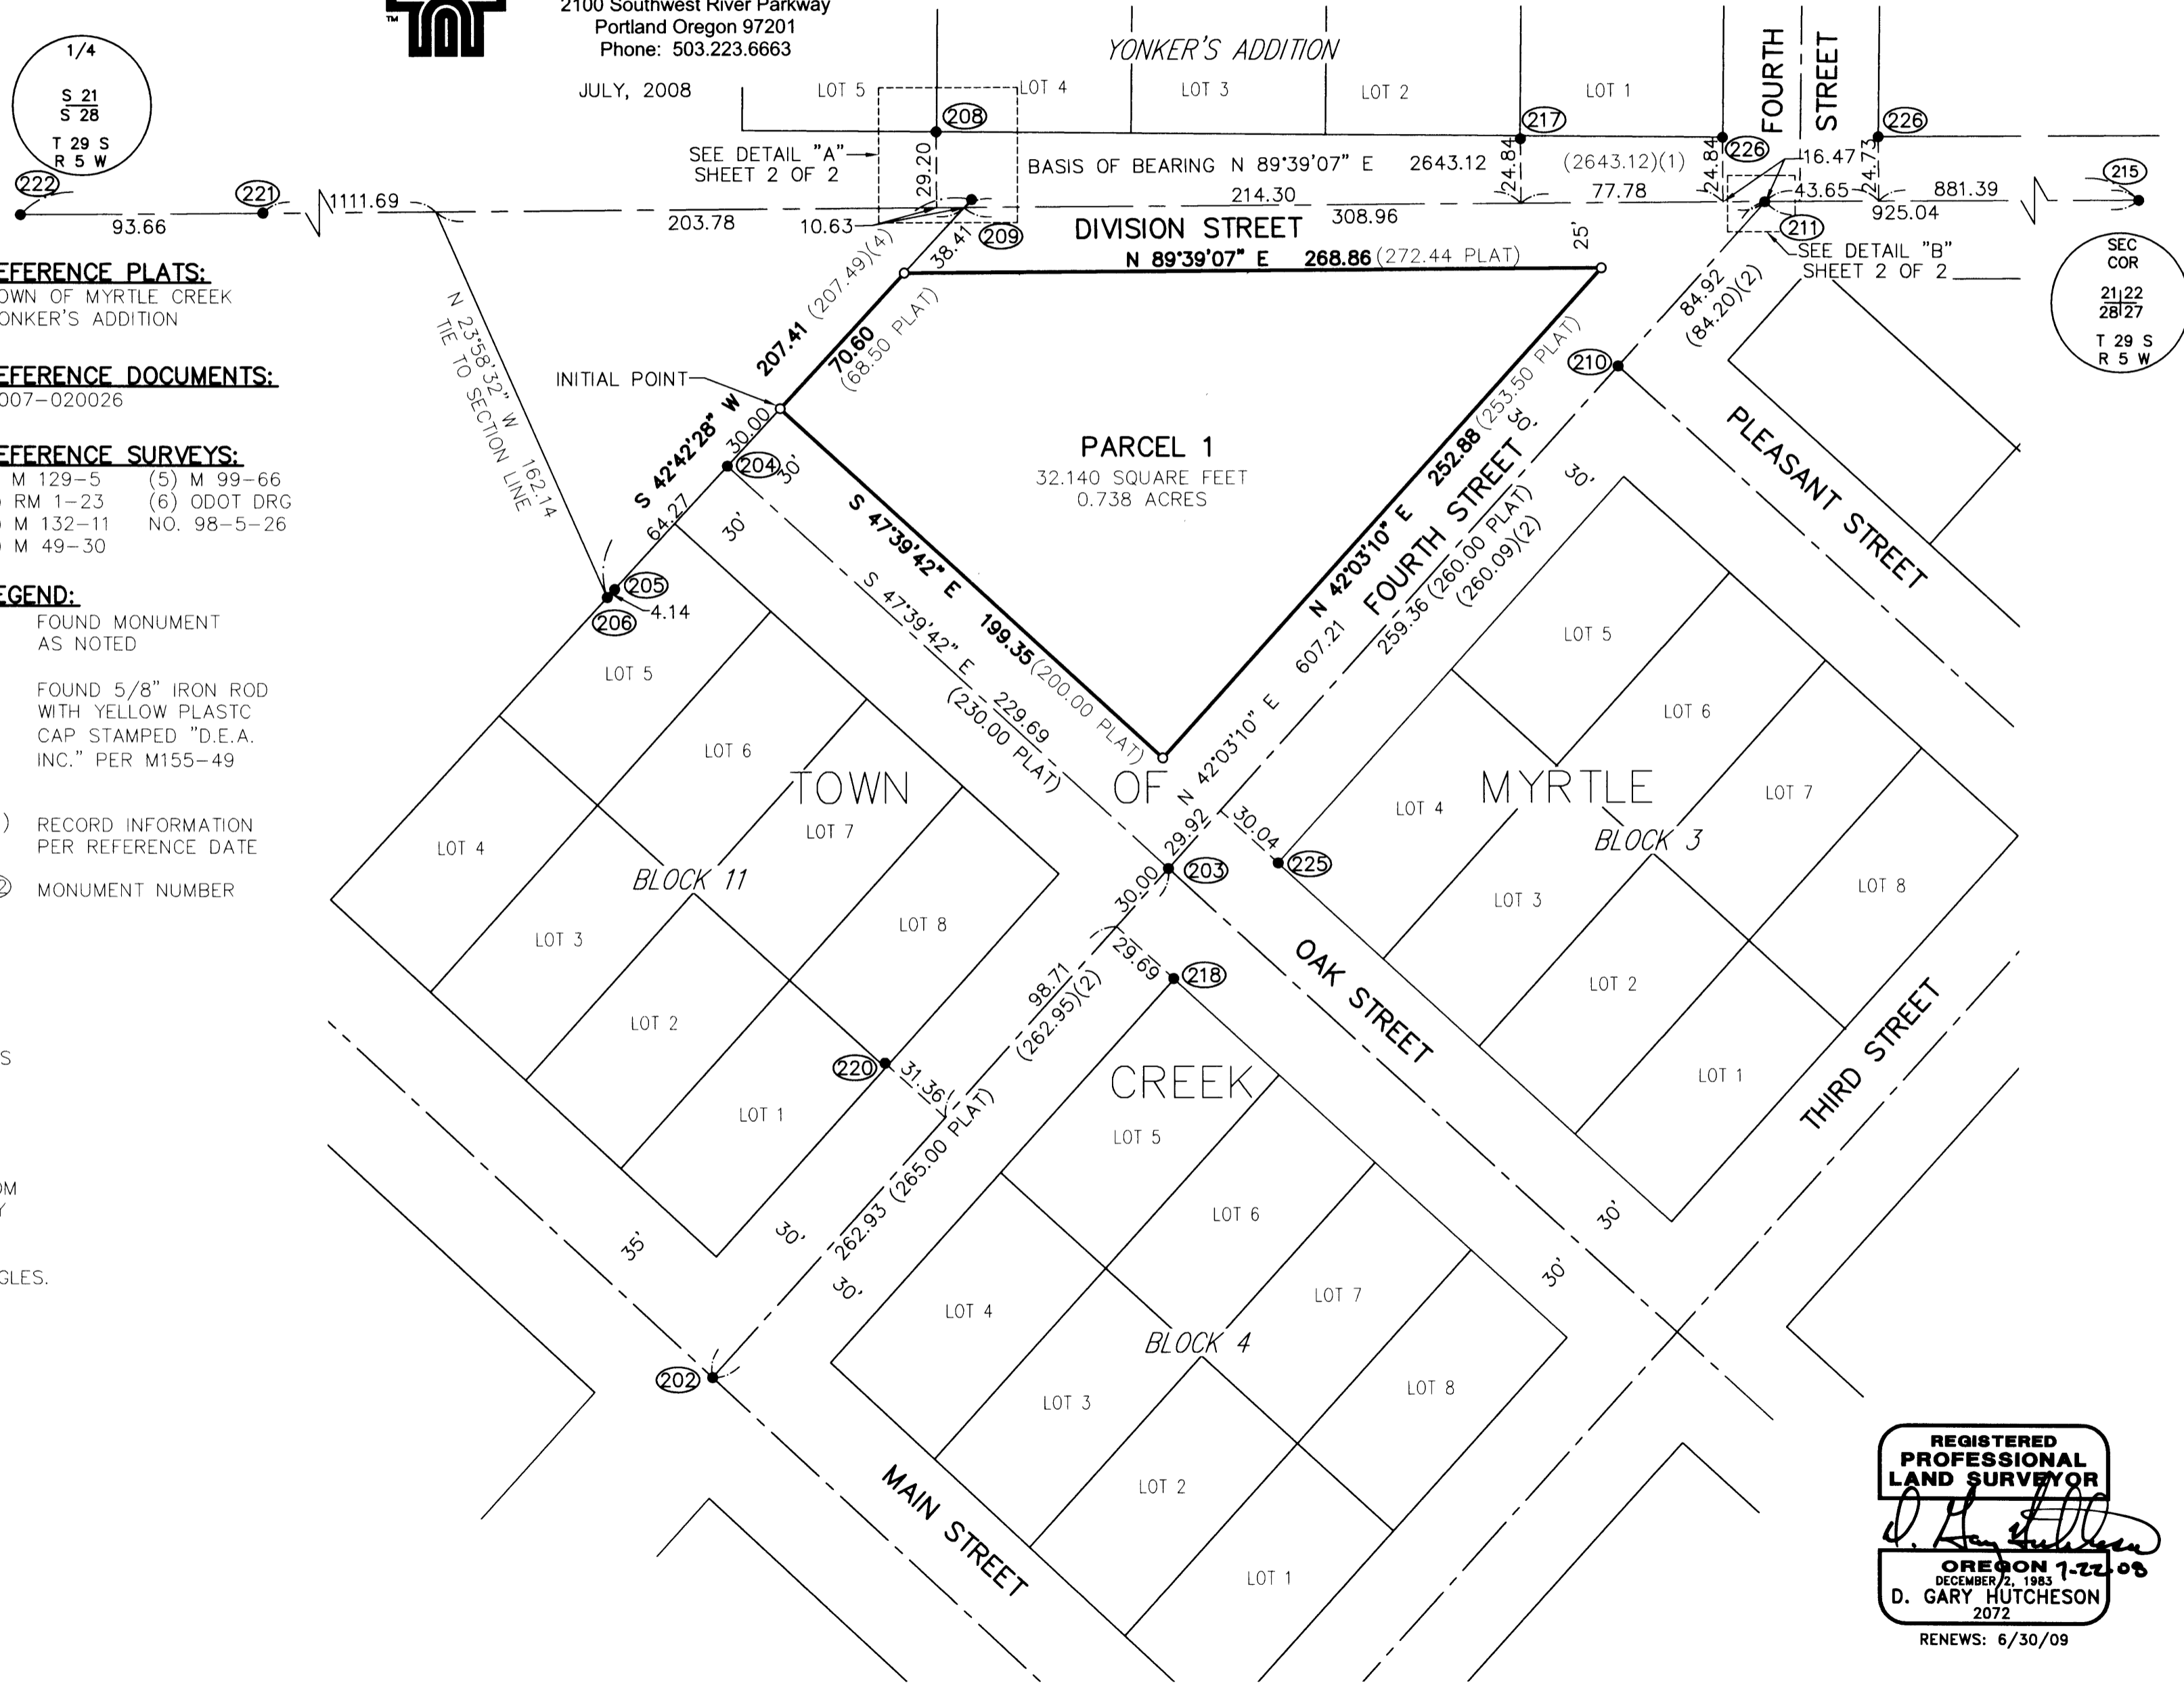 2100 Southwest River Parkway
Portland Oregon 97201
Phone: 503.223.6663
TM
JULY, 2008
1/4
S 21
S 28
T 29 S
R 5 W
YONKER'S ADDITION
LOT 5
LOT 4
LOT 3
LOT 2
LOT 1
FOURTH
STREET
208
217
226
226
SEE DETAIL "A"
SHEET 2 OF 2
29.20
BASIS OF BEARING N 89°39'07" E 2643.12 (2643.12)(1)
24.84
24.84
16.47
24.73
222
221
215
93.66
1111.69
203.78
10.63
214.30
308.96
77.78
43.65
881.39
925.04
209
211
DIVISION STREET
N 89°39'07" E 268.86 (272.44 PLAT)
25'
SEE DETAIL "B"
SHEET 2 OF 2
SEC
COR
21 22
28 27
T 29 S
R 5 W
EFERENCE PLATS:
OWN OF MYRTLE CREEK
ONKER'S ADDITION
EFERENCE DOCUMENTS:
007-020026
EFERENCE SURVEYS:
M 129-5 (5) M 99-66
) RM 1-23 (6) ODOT DRG
) M 132-11 NO. 98-5-26
) M 49-30
EGEND:
FOUND MONUMENT
AS NOTED
FOUND 5/8" IRON ROD
WITH YELLOW PLASTC
CAP STAMPED "D.E.A.
INC." PER M155-49
) RECORD INFORMATION
PER REFERENCE DATE
MONUMENT NUMBER
S
OM
Y
GLES.
N 23°58'32" W 162.14
TIE TO SECTION LINE
S 42°42'28" W 207.41 (207.49)(4)
38.41
70.60
(68.50 PLAT)
INITIAL POINT
30.00
204
30'
30'
64.27
205
4.14
206
PARCEL 1
32.140 SQUARE FEET
0.738 ACRES
S 47°39'42" E 199.35 (200.00 PLAT)
S 47°39'42" E 229.69
(230.00 PLAT)
N 42°03'10" E 252.88 (253.50 PLAT)
FOURTH STREET
30'
30'
N 42°03'10" E 607.21
259.36 (260.00 PLAT)
(260.09)(2)
84.92
(84.20)(2)
210
PLEASANT STREET
TOWN OF MYRTLE
CREEK
LOT 5
LOT 6
LOT 7
LOT 8
LOT 4
LOT 3
LOT 2
LOT 1
BLOCK 11
LOT 5
LOT 6
LOT 7
LOT 8
LOT 4
LOT 3
LOT 2
LOT 1
BLOCK 3
29.92
30.04
225
203
30.00
29.69
218
98.71
(262.95)(2)
220
31.36
262.93 (265.00 PLAT)
OAK STREET
THIRD STREET
LOT 5
LOT 6
LOT 7
LOT 8
LOT 4
LOT 3
LOT 2
LOT 1
BLOCK 4
35'
30'
30'
30'
30'
202
MAIN STREET
REGISTERED
PROFESSIONAL
LAND SURVEYOR
D. Gary Hutcheson
OREGON 7-22-08
DECEMBER 2, 1983
D. GARY HUTCHESON
2072
RENEWS: 6/30/09